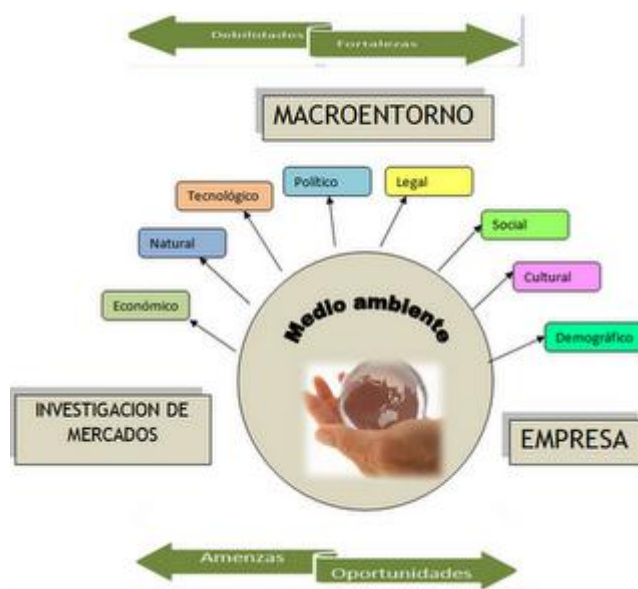 Debilidades
Fortalezas
MACROENTORNO
Político
Legal
Tecnológico
Social
Natural
Cultural
Económico
Demográfico
Medio ambiente
INVESTIGACION DE
MERCADOS
EMPRESA
Amenzas
Oportunidades